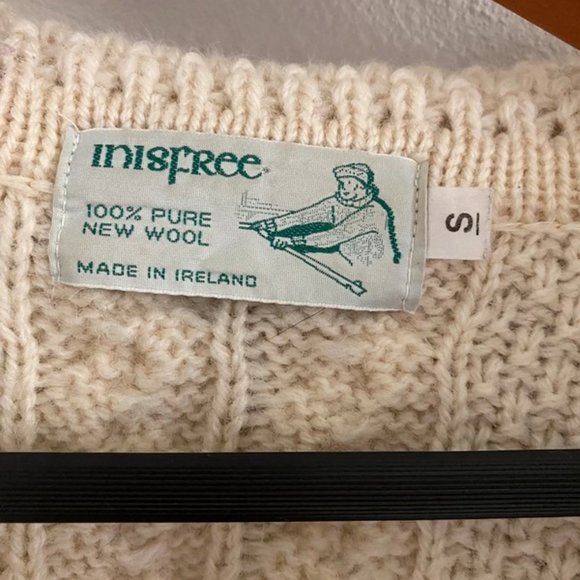 INISFREE
100% PURE
NEW WOOL
MADE IN IRELAND
S